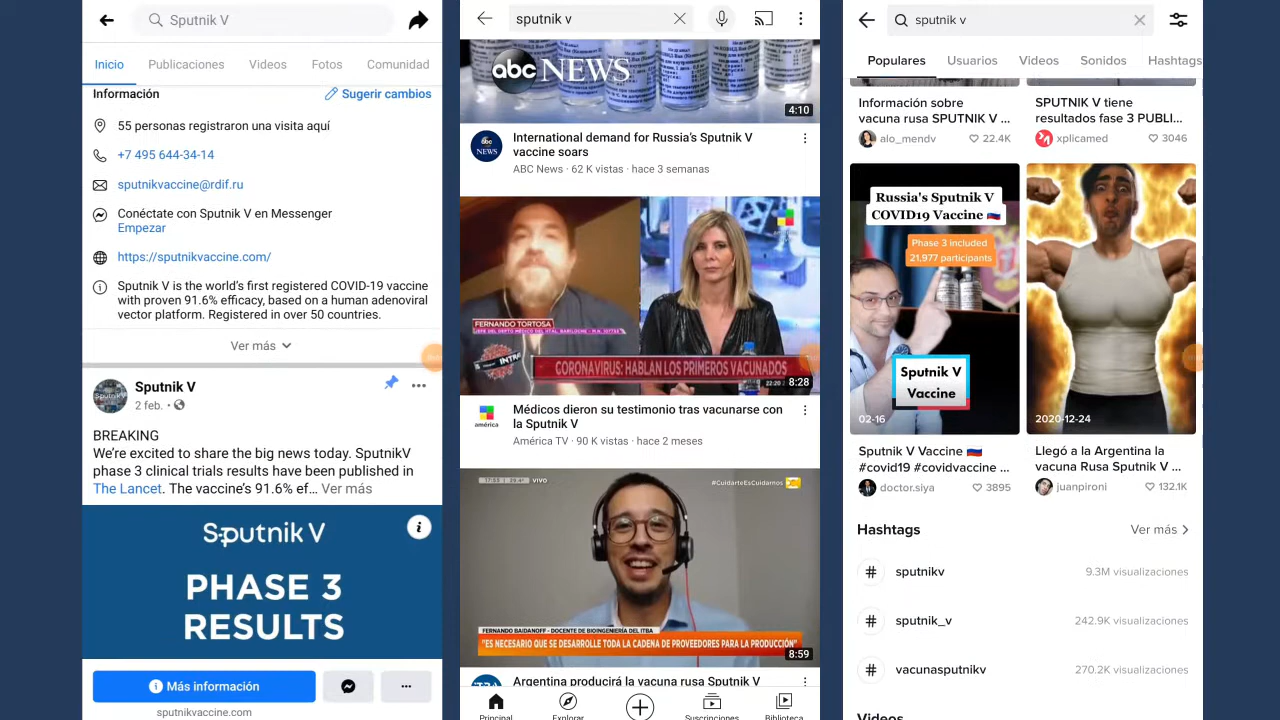 Sputnik V
Inicio
Publicaciones
Videos
Fotos
Comunidad
Información
Sugerir cambios
55 personas registraron una visita aquí
+7 495 644-34-14
sputnikvaccine@rdif.ru
Conéctate con Sputnik V en Messenger
Empezar
https://sputnikvaccine.com/
Sputnik V is the world's first registered COVID-19 vaccine
with proven 91.6% efficacy, based on a human adenoviral
vector platform. Registered in over 50 countries.
Ver más
Sputnik V
2 feb. •
BREAKING
We're excited to share the big news today. SputnikV
phase 3 clinical trials results have been published in
The Lancet. The vaccine's 91.6% ef... Ver más
Sputnik V
PHASE 3
RESULTS
Más información
sputnikvaccine.com
sputnik v
abc NEWS
4:10
abc
NEWS
International demand for Russia's Sputnik V
vaccine soars
ABC News · 62 K vistas · hace 3 semanas
FERNANDO TORTOSA
CORONAVIRUS: HABLAN LOS PRIMEROS VACUNADOS
8:28
américa
Médicos dieron su testimonio tras vacunarse con
la Sputnik V
América TV · 90 K vistas · hace 2 meses
VIVO
#CuidarteEsCuidarnos
FERNANDO BAIDANOFF - DOCENTE DE BIOINGENIERÍA DEL ITBA
"ES NECESARIO QUE SE DESARROLLE TODA LA CADENA DE PROVEEDORES PARA LA PRODUCCIÓN"
8:59
Argentina producirá la vacuna rusa Sputnik V
Principal
Explorar
Suscripciones
Biblioteca
sputnik v
Populares
Usuarios
Videos
Sonidos
Hashtags
Información sobre
vacuna rusa SPUTNIK V ...
alo_mendv
22.4K
SPUTNIK V tiene
resultados fase 3 PUBLI...
xplicamed
3046
Russia's Sputnik V
COVID19 Vaccine
Phase 3 included
21,977 participants
Sputnik V
Vaccine
02-16
Sputnik V Vaccine
#covid19 #covidvaccine ...
doctor.siya
3895
2020-12-24
Llegó a la Argentina la
vacuna Rusa Sputnik V ...
juanpironi
132.1K
Hashtags
Ver más
# sputnikv
9.3M visualizaciones
# sputnik_v
242.9K visualizaciones
# vacunasputnikv
270.2K visualizaciones
Videos